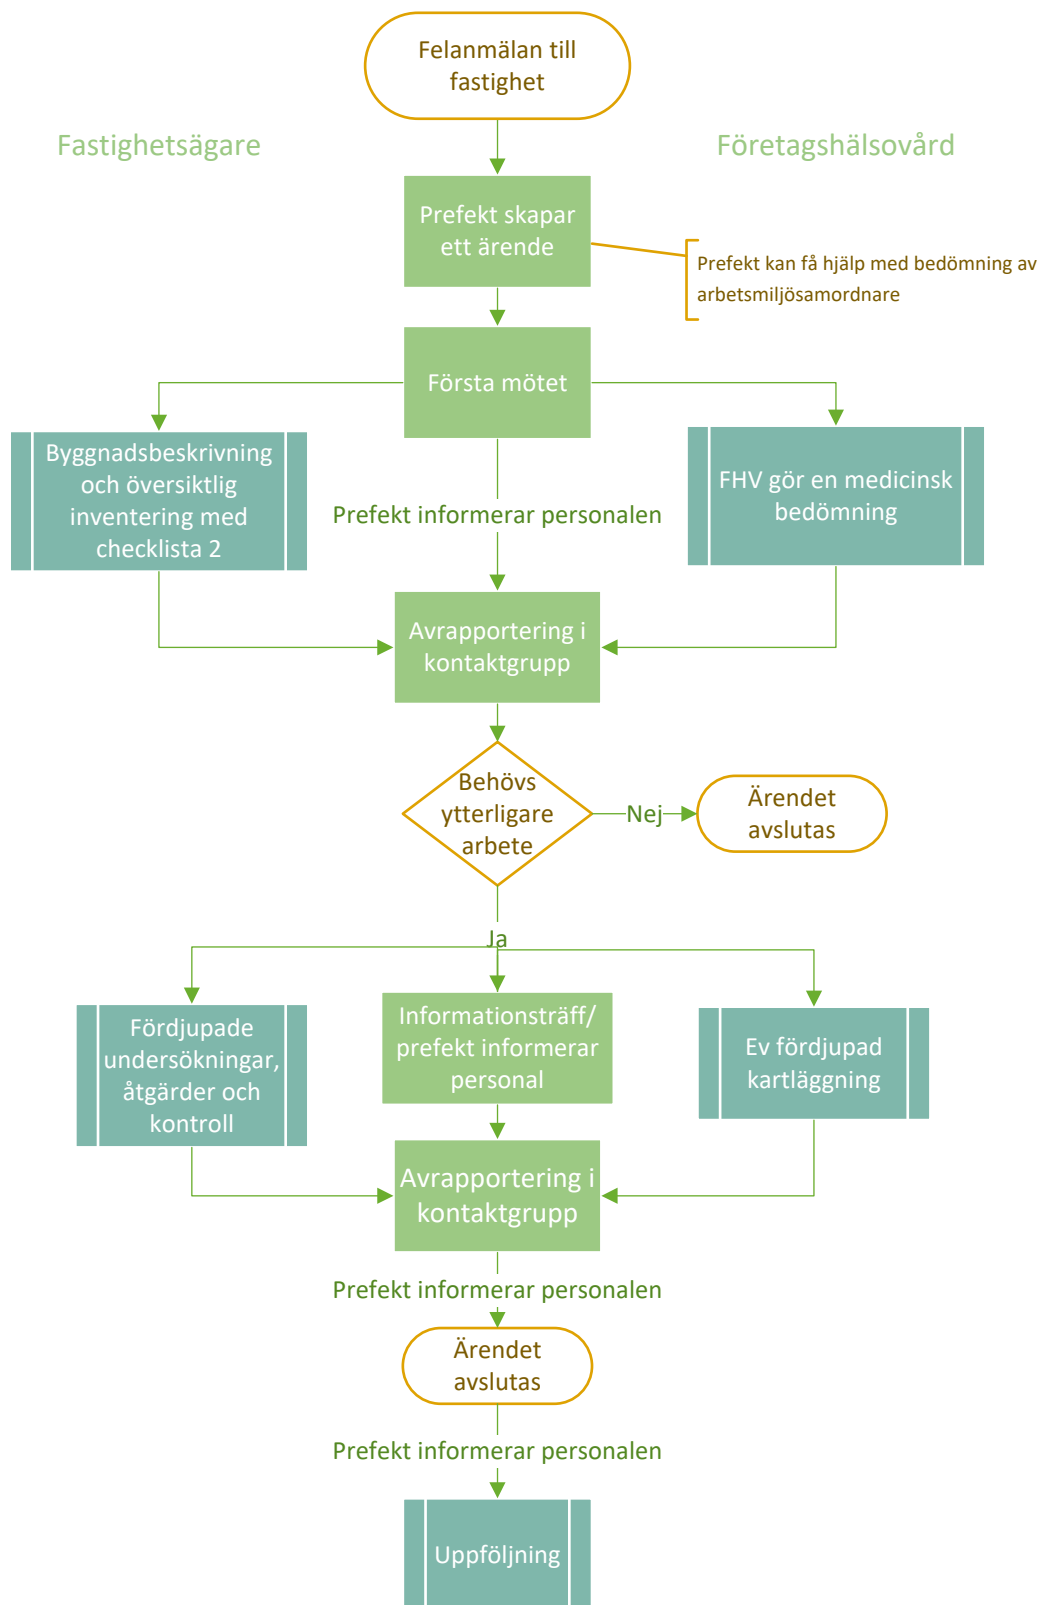 Felanmälan till
fastighet
Fastighetsägare
Företagshälsovård
Prefekt skapar
ett ärende
Prefekt kan få hjälp med bedömning av
arbetsmiljösamordnare
Första mötet
Byggnadsbeskrivning
och översiktlig
inventering med
checklista 2
FHV gör en medicinsk
bedömning
Prefekt informerar personalen
Avrapportering i
kontaktgrupp
Behövs
ytterligare
arbete
Nej
Ärendet
avslutas
Ja
Fördjupade
undersökningar,
åtgärder och
kontroll
Informationsträff/
prefekt informerar
personal
Ev fördjupad
kartläggning
Avrapportering i
kontaktgrupp
Prefekt informerar personalen
Ärendet
avslutas
Prefekt informerar personalen
Uppföljning